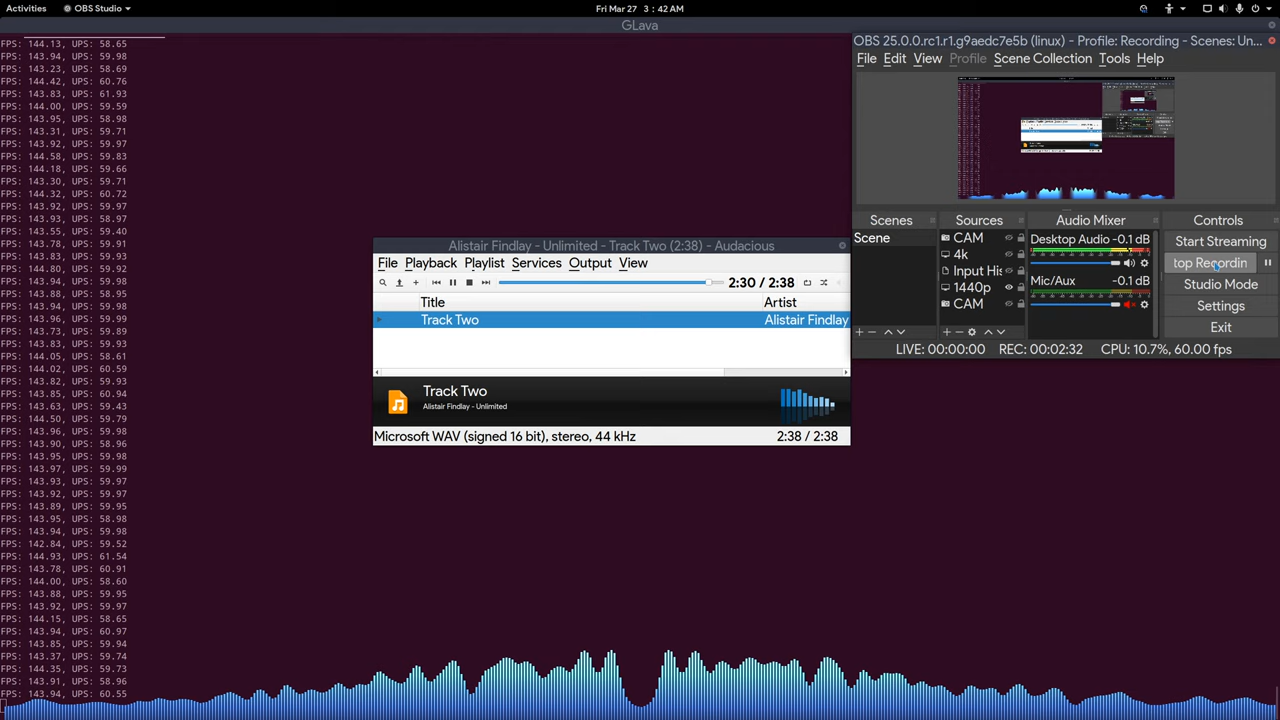 Activities
OBS Studio
Fri Mar 27 3:42AM
GLava
FPS: 144.13, UPS: 58.65
FPS: 143.94, UPS: 59.98
FPS: 143.23, UPS: 58.69
FPS: 144.42, UPS: 60.76
FPS: 143.83, UPS: 61.93
FPS: 144.00, UPS: 59.59
FPS: 143.95, UPS: 58.98
FPS: 143.31, UPS: 59.71
FPS: 143.92, UPS: 59.97
FPS: 144.58, UPS: 59.83
FPS: 144.18, UPS: 59.66
FPS: 143.30, UPS: 59.71
FPS: 144.32, UPS: 60.72
FPS: 143.92, UPS: 59.97
FPS: 143.93, UPS: 58.97
FPS: 143.55, UPS: 59.40
FPS: 143.78, UPS: 59.91
FPS: 143.83, UPS: 59.93
FPS: 144.80, UPS: 59.92
FPS: 143.95, UPS: 59.98
FPS: 143.88, UPS: 58.95
FPS: 143.94, UPS: 59.98
FPS: 143.96, UPS: 59.99
FPS: 143.73, UPS: 59.89
FPS: 143.83, UPS: 59.93
FPS: 144.05, UPS: 58.61
FPS: 144.02, UPS: 60.59
FPS: 143.82, UPS: 59.93
FPS: 143.85, UPS: 60.94
FPS: 143.63, UPS: 59.43
FPS: 144.50, UPS: 59.79
FPS: 143.96, UPS: 59.98
FPS: 143.90, UPS: 58.96
FPS: 143.95, UPS: 59.98
FPS: 143.97, UPS: 59.99
FPS: 143.93, UPS: 59.97
FPS: 143.92, UPS: 59.97
FPS: 143.89, UPS: 59.95
FPS: 143.95, UPS: 58.98
FPS: 143.94, UPS: 59.98
FPS: 142.84, UPS: 59.52
FPS: 144.93, UPS: 61.54
FPS: 143.78, UPS: 60.91
FPS: 144.00, UPS: 58.60
FPS: 143.88, UPS: 59.95
FPS: 143.92, UPS: 59.97
FPS: 144.15, UPS: 58.65
FPS: 143.94, UPS: 60.97
FPS: 143.85, UPS: 59.94
FPS: 143.37, UPS: 59.74
FPS: 144.35, UPS: 59.73
FPS: 143.91, UPS: 58.96
FPS: 143.94, UPS: 60.55
Alistair Findlay - Unlimited - Track Two (2:38) - Audacious
File Playback Playlist Services Output View
2:30 / 2:38
Title Artist
Track Two Alistair Findlay
Track Two
Alistair Findlay - Unlimited
Microsoft WAV (signed 16 bit), stereo, 44 kHz 2:38 / 2:38
OBS 25.0.0.rc1.r1.g9aedc7e5b (linux) - Profile: Recording - Scenes: Un...
File Edit View Profile Scene Collection Tools Help
Scenes
Scene
Sources
CAM
4k
Input His
1440p
CAM
Audio Mixer
Desktop Audio -0.1 dB
Mic/Aux -0.1 dB
Controls
Start Streaming
top Recordin
Studio Mode
Settings
Exit
LIVE: 00:00:00 REC: 00:02:32 CPU: 10.7%, 60.00 fps